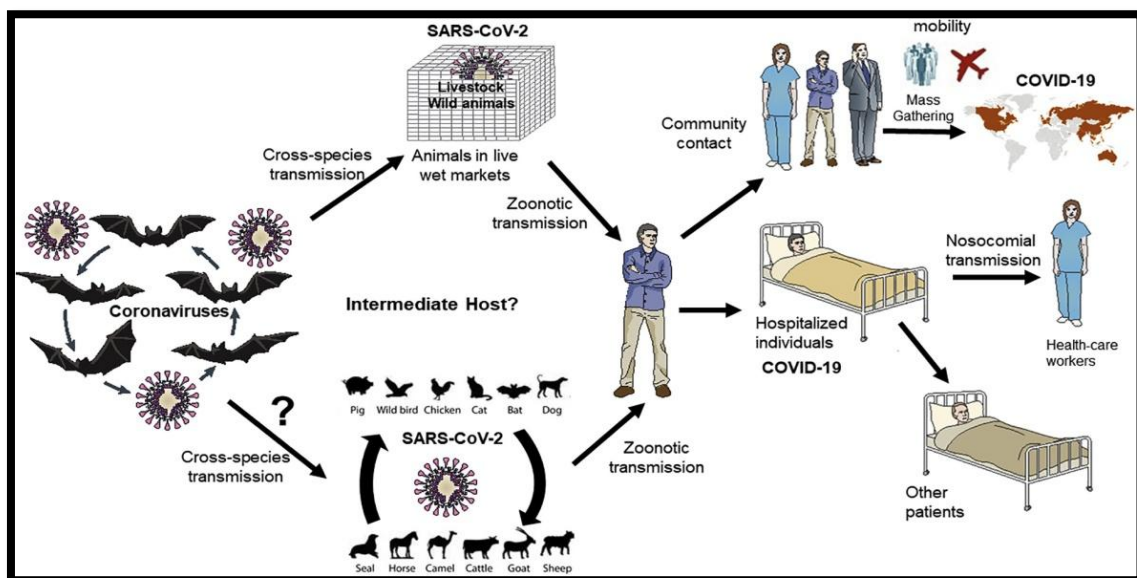 SARS-CoV-2
Livestock
Wild animals
Animals in live
wet markets
Cross-species
transmission
Zoonotic
transmission
Coronaviruses
Intermediate Host?
?
Cross-species
transmission
Pig Wild bird Chicken Cat Bat Dog
SARS-CoV-2
Seal Horse Camel Cattle Goat Sheep
Zoonotic
transmission
Community
contact
mobility
Mass
Gathering
COVID-19
Hospitalized
individuals
COVID-19
Nosocomial
transmission
Health-care
workers
Other
patients